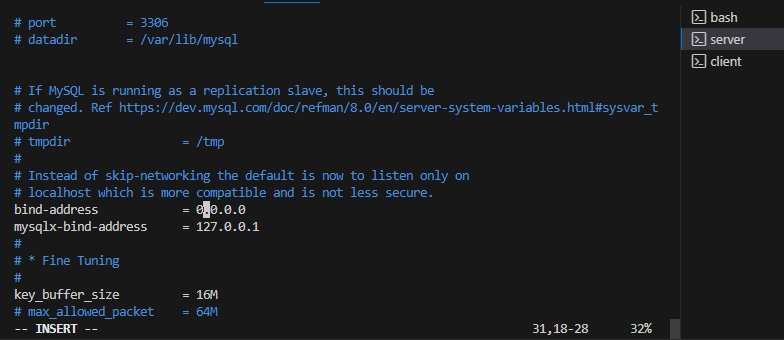 # port          = 3306
# datadir       = /var/lib/mysql
# If MySQL is running as a replication slave, this should be
# changed. Ref https://dev.mysql.com/doc/refman/8.0/en/server-system-variables.html#sysvar_t
mpdir
# tmpdir                = /tmp
#
# Instead of skip-networking the default is now to listen only on
# localhost which is more compatible and is not less secure.
bind-address            = 0.0.0.0
mysqlx-bind-address     = 127.0.0.1
#
# * Fine Tuning
#
key_buffer_size         = 16M
# max_allowed_packet    = 64M
-- INSERT --                                                  31,18-28      32%
bash
server
client